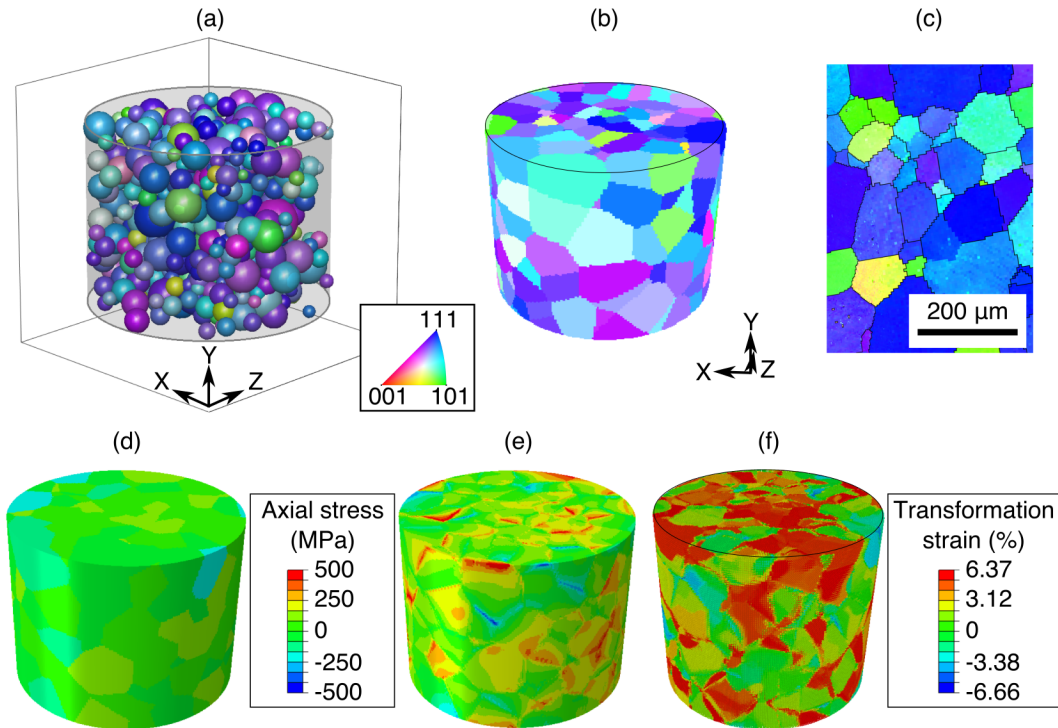 (a)
(b)
(c)
111
001
101
Y
X
Z
Y
X
Z
200 µm
(d)
(e)
(f)
Axial stress
(MPa)
500
250
0
-250
-500
Transformation
strain (%)
6.37
3.12
0
-3.38
-6.66